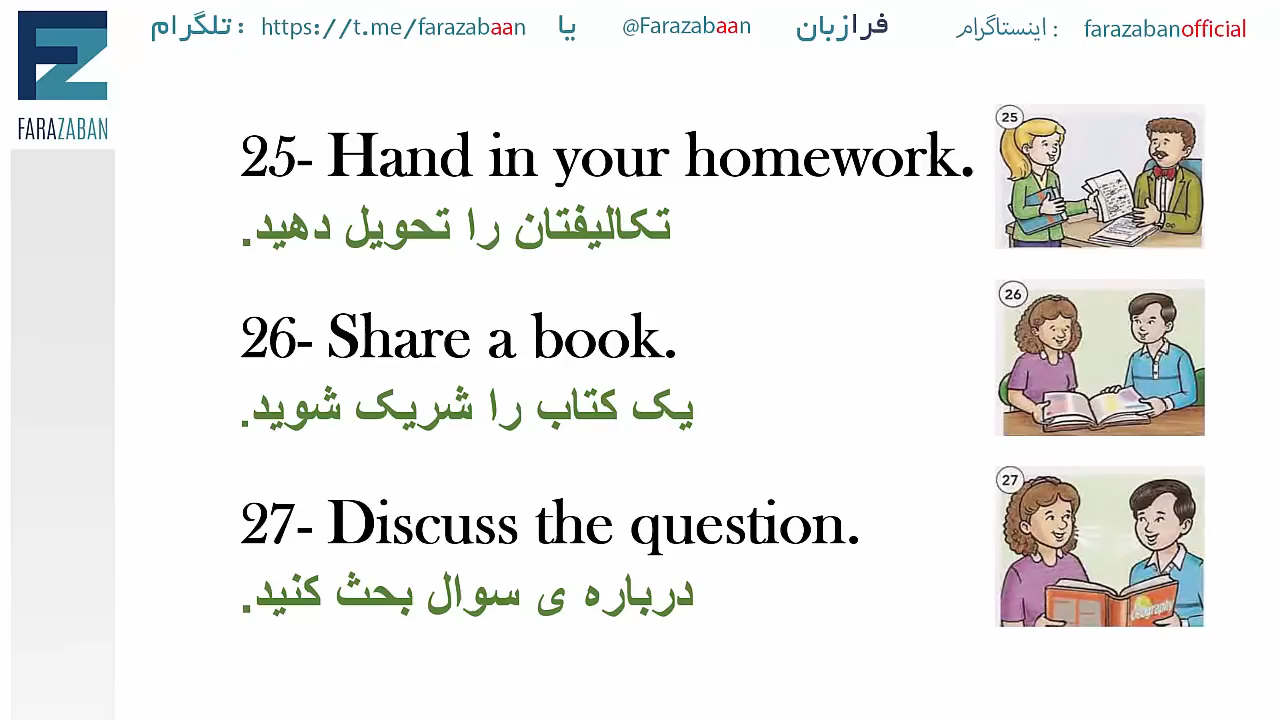 تلگرام : https://t.me/farazabaan یا @Farazabaan فرازبان اینستاگرام : farazabanofficial
FZ
FARAZABAN
25- Hand in your homework.
تکالیفتان را تحویل دهید.
25
26- Share a book.
یک کتاب را شریک شوید.
26
27- Discuss the question.
درباره ی سوال بحث کنید.
27
Geography